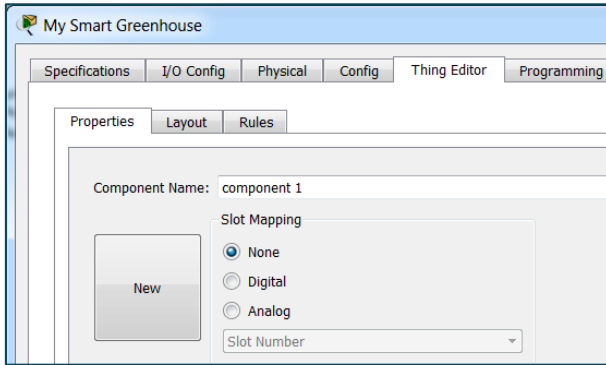 My Smart Greenhouse
Specifications I/O Config Physical Config Thing Editor Programming
Properties Layout Rules
Component Name: component 1
Slot Mapping
None
New
Digital
Analog
Slot Number